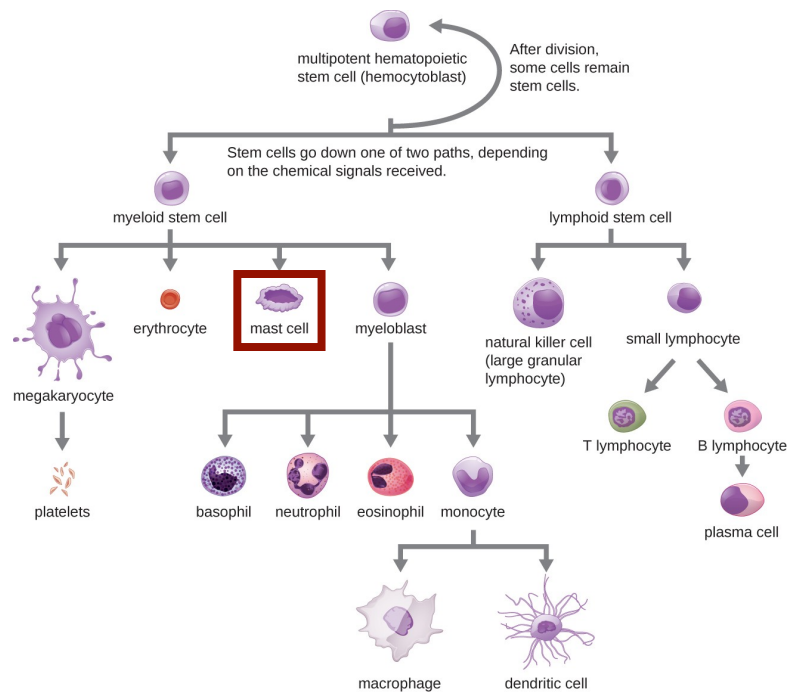 multipotent hematopoietic
stem cell (hemocytoblast)
After division,
some cells remain
stem cells.
Stem cells go down one of two paths, depending
on the chemical signals received.
myeloid stem cell
lymphoid stem cell
megakaryocyte
erythrocyte
mast cell
myeloblast
natural killer cell
(large granular
lymphocyte)
small lymphocyte
T lymphocyte
B lymphocyte
platelets
basophil
neutrophil
eosinophil
monocyte
plasma cell
macrophage
dendritic cell